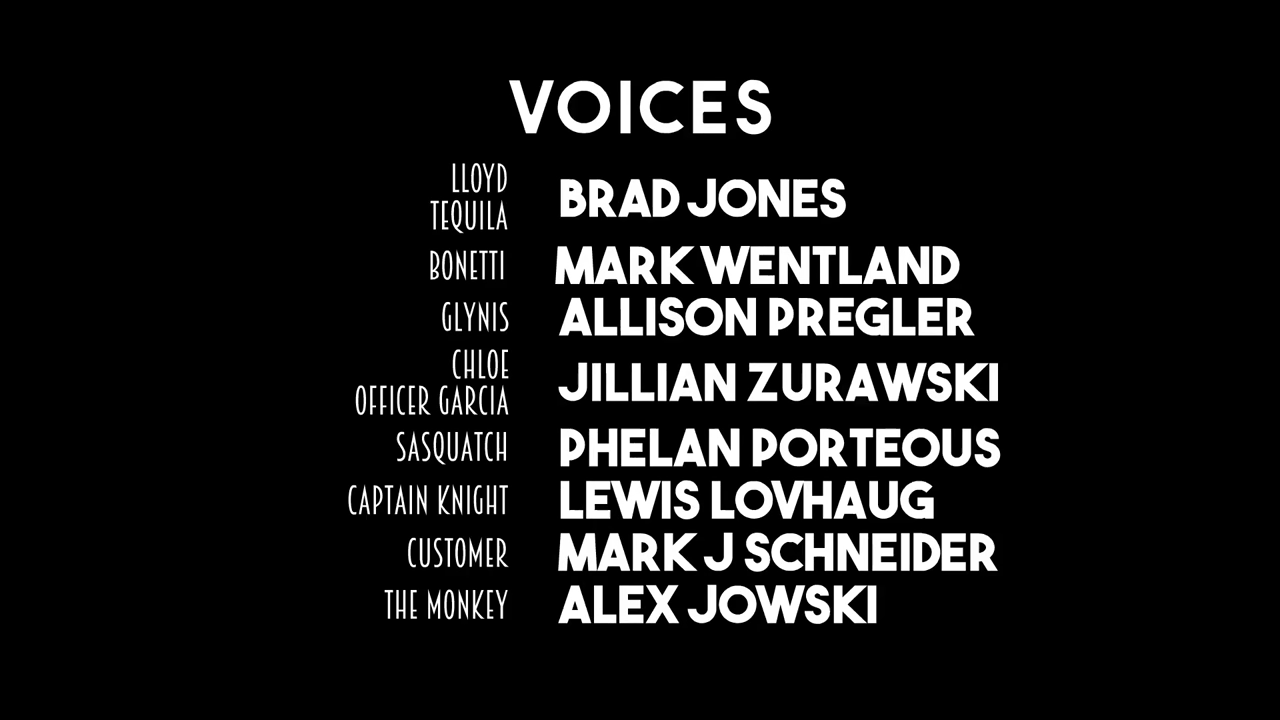 VOICES
LLOYD
TEQUILA
BRAD JONES
BONETTI MARK WENTLAND
GLYNIS ALLISON PREGLER
CHLOE
OFFICER GARCIA
JILLIAN ZURAWSKI
SASQUATCH PHELAN PORTEOUS
CAPTAIN KNIGHT LEWIS LOVHAUG
CUSTOMER MARK J SCHNEIDER
THE MONKEY ALEX JOWSKI